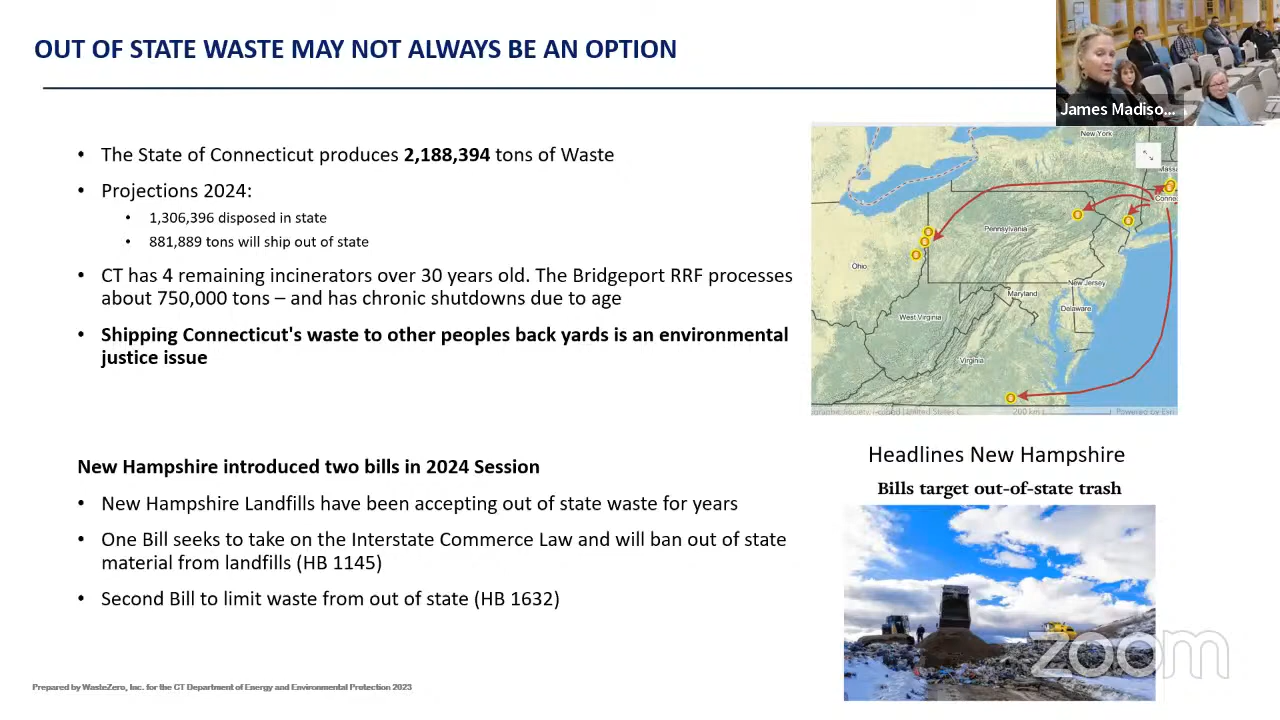 OUT OF STATE WASTE MAY NOT ALWAYS BE AN OPTION
James Madiso...
• The State of Connecticut produces 2,188,394 tons of Waste
• Projections 2024:
• 1,306,396 disposed in state
• 881,889 tons will ship out of state
• CT has 4 remaining incinerators over 30 years old. The Bridgeport RRF processes
about 750,000 tons – and has chronic shutdowns due to age
• Shipping Connecticut's waste to other peoples back yards is an environmental
justice issue
New York
Massa
Conne
Pennsylvania
Ohio
New Jersey
Maryland
Delaware
West Virginia
Virginia
200 km
Powered by Esri
New Hampshire introduced two bills in 2024 Session
• New Hampshire Landfills have been accepting out of state waste for years
• One Bill seeks to take on the Interstate Commerce Law and will ban out of state
material from landfills (HB 1145)
• Second Bill to limit waste from out of state (HB 1632)
Headlines New Hampshire
Bills target out-of-state trash
zoom
Prepared by WasteZero, Inc. for the CT Department of Energy and Environmental Protection 2023